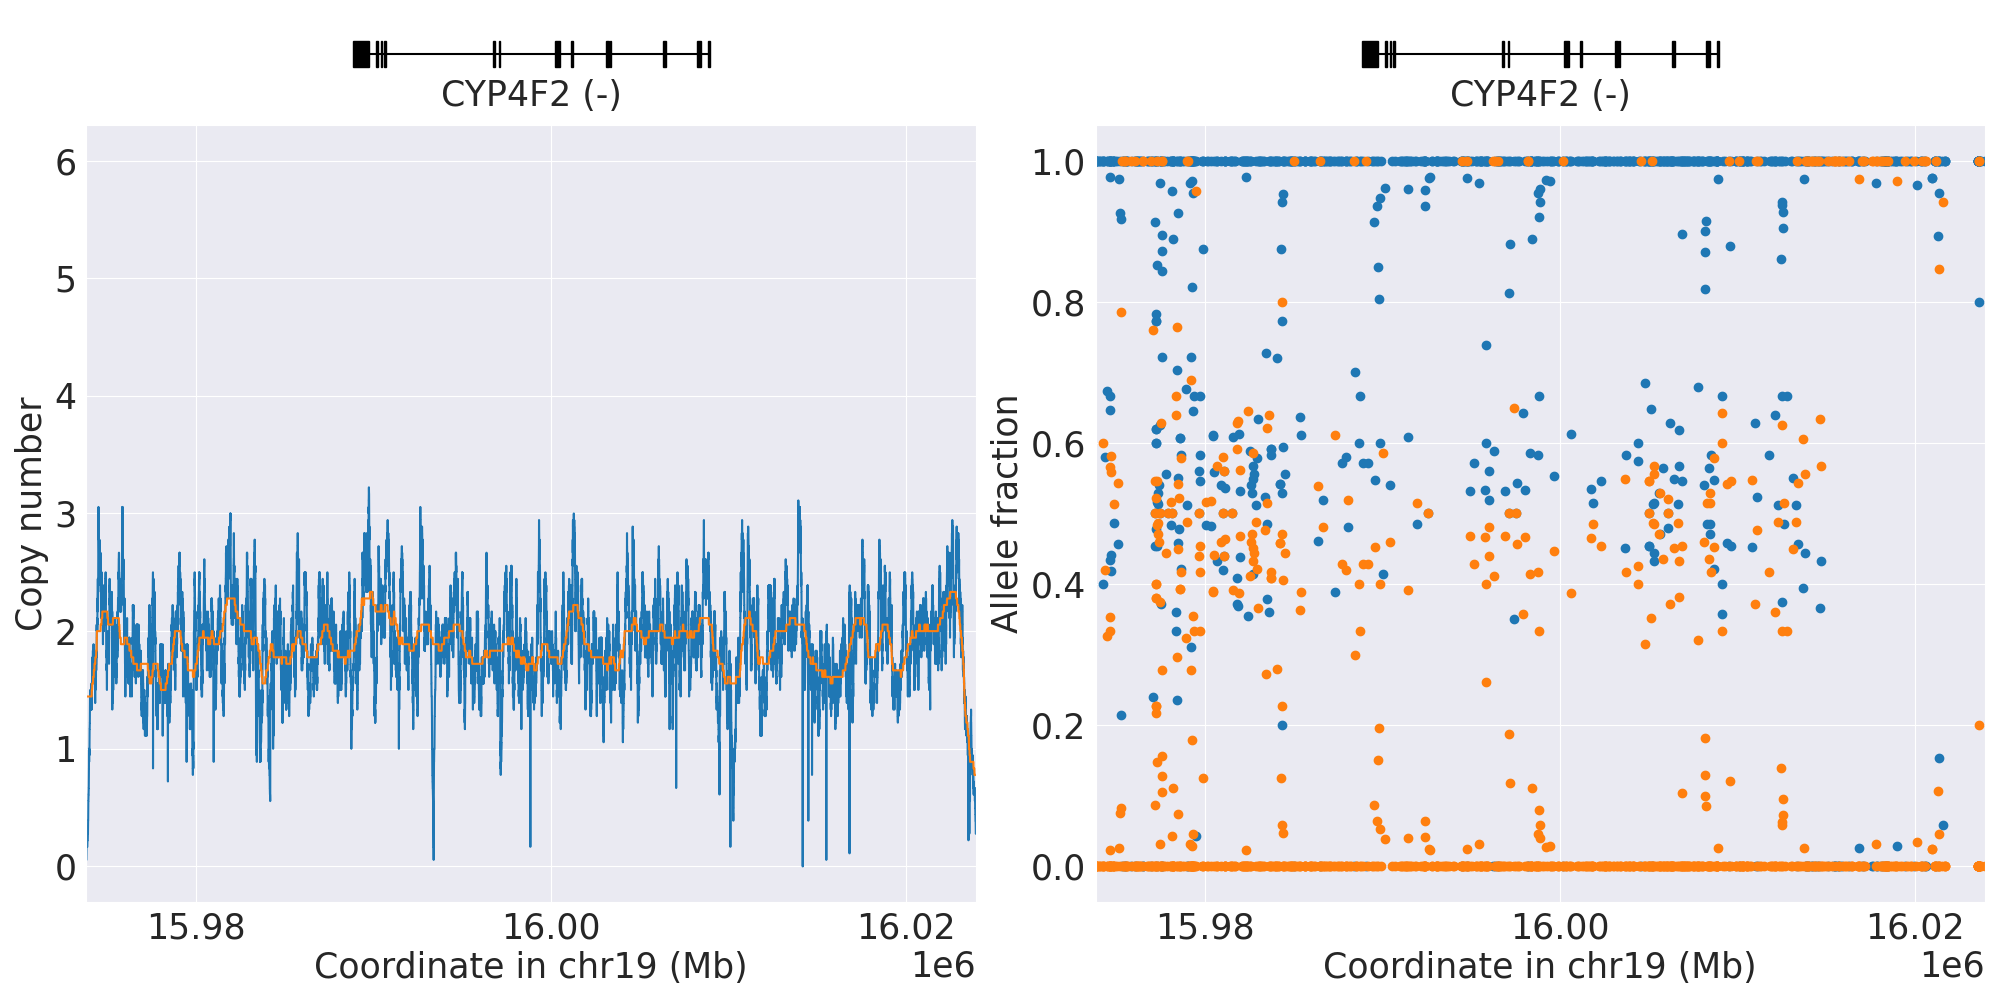 CYP4F2 (-)
6
5
4
3
2
1
0
Copy number
15.98
16.00
16.02
Coordinate in chr19 (Mb)
1e6
CYP4F2 (-)
1.0
0.8
0.6
0.4
0.2
0.0
Allele fraction
15.98
16.00
16.02
Coordinate in chr19 (Mb)
1e6